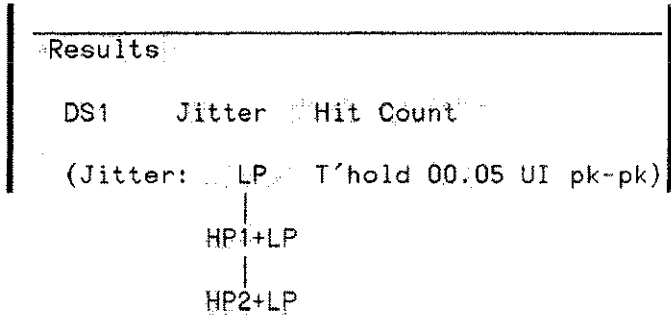 Results
DS1 Jitter Hit Count
(Jitter: LP T'hold 00.05 UI pk-pk)
HP1+LP
HP2+LP